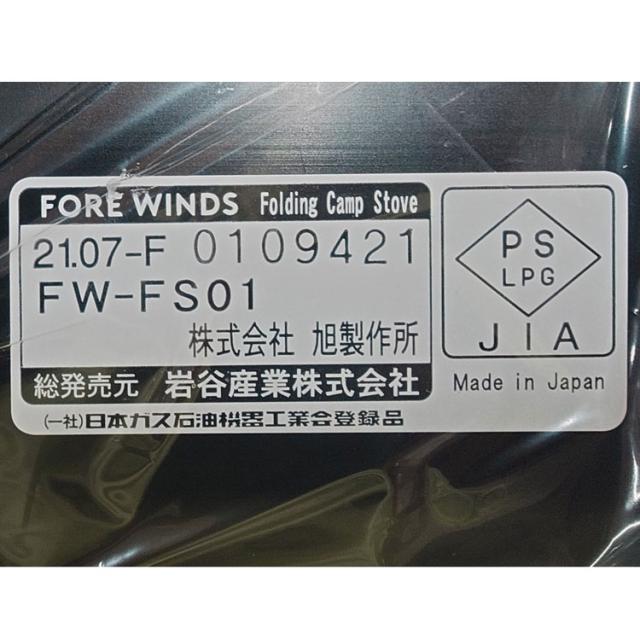 FORE WINDS Folding Camp Stove
21.07-F 0109421
FW-FS01
株式会社 旭製作所
総発売元 岩谷産業株式会社
(一社)日本ガス石油機器工業会登録品
PS
LPG
JIA
Made in Japan